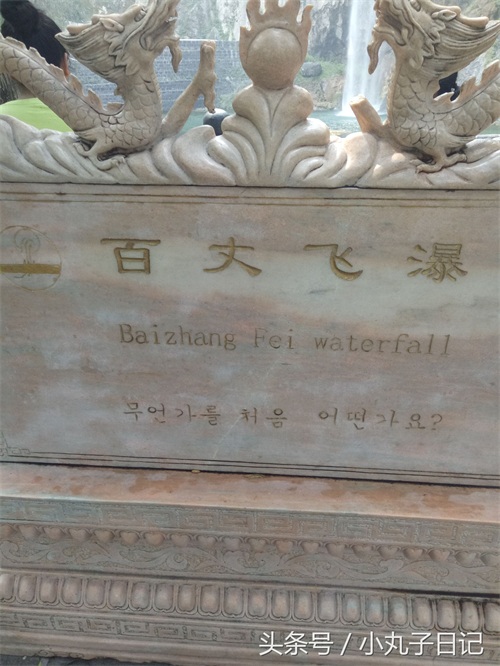 百丈飞瀑
Baizhang Fei waterfall
무언가를 처음 어떤가요?
头条号 / 小丸子日记